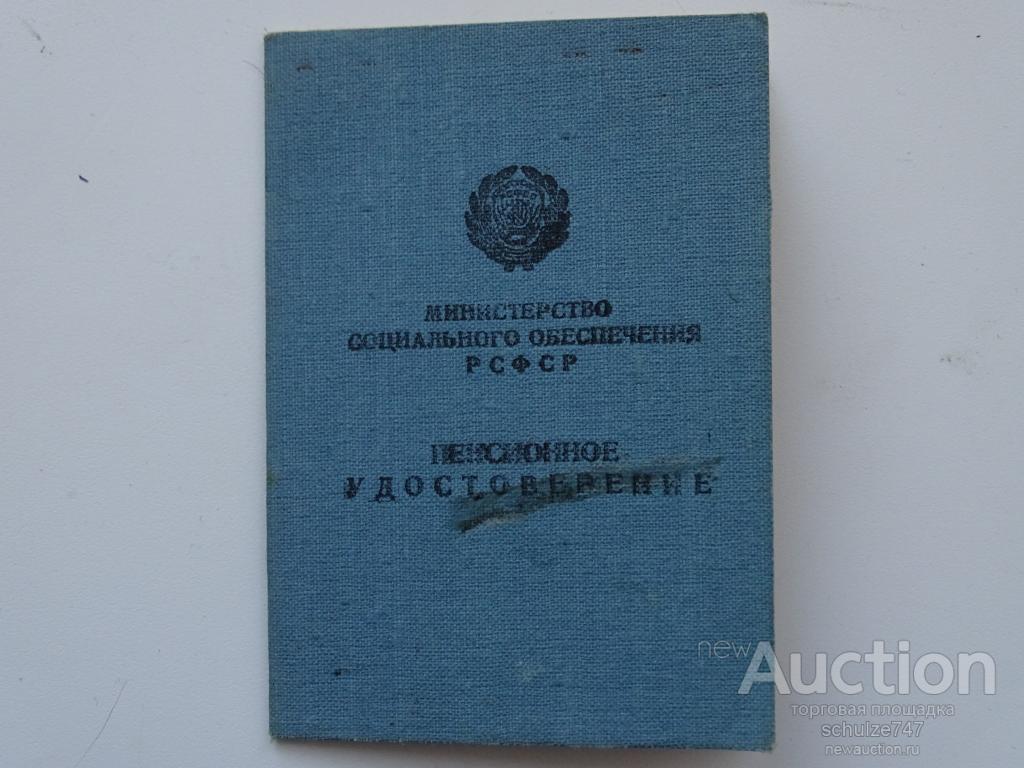 МИНИСТЕРСТВО
СОЦИАЛЬНОГО ОБЕСПЕЧЕНИЯ
РСФСР
ПЕНСИОННОЕ
УДОСТОВЕРЕНИЕ
newAuction
торговая площадка
schulze747
newauction.ru